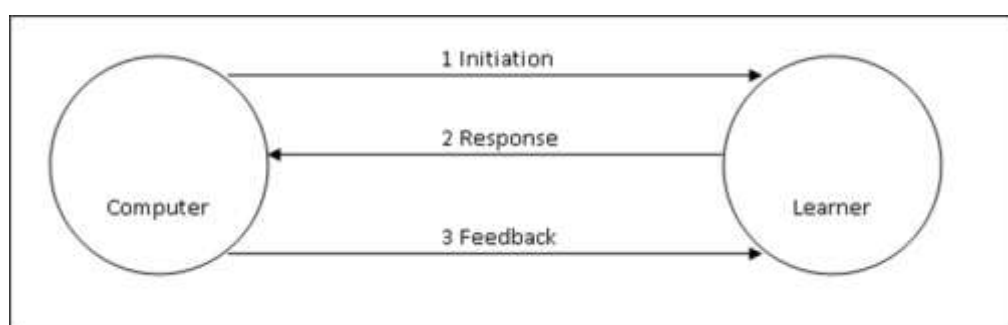 1 Initiation
2 Response
Computer
Learner
3 Feedback